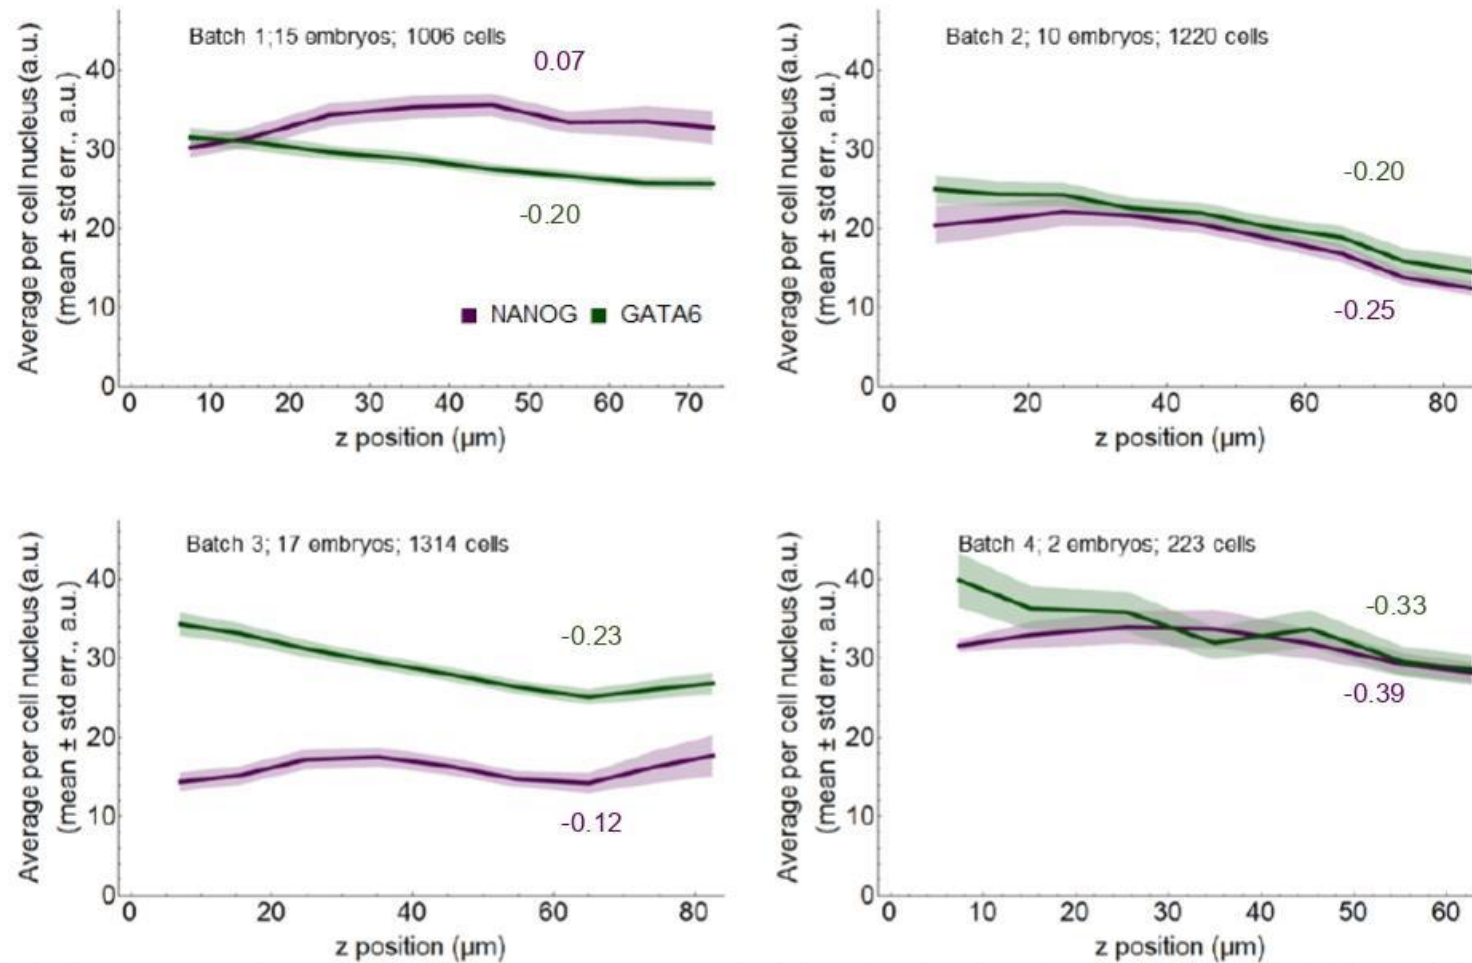 Batch 1;15 embryos; 1006 cells
0.07
-0.20
NANOG GATA6
Average per cell nucleus (a.u.)
(mean ± std err., a.u.)
40
30
20
10
0
0 10 20 30 40 50 60 70
z position (µm)
Batch 2; 10 embryos; 1220 cells
-0.20
-0.25
Average per cell nucleus (a.u.)
(mean ± std err., a.u.)
40
30
20
10
0
0 20 40 60 80
z position (µm)
Batch 3; 17 embryos; 1314 cells
-0.23
-0.12
Average per cell nucleus (a.u.)
(mean ± std err., a.u.)
40
30
20
10
0
0 20 40 60 80
z position (µm)
Batch 4; 2 embryos; 223 cells
-0.33
-0.39
Average per cell nucleus (a.u.)
(mean ± std err., a.u.)
40
30
20
10
0
0 10 20 30 40 50 60
z position (µm)